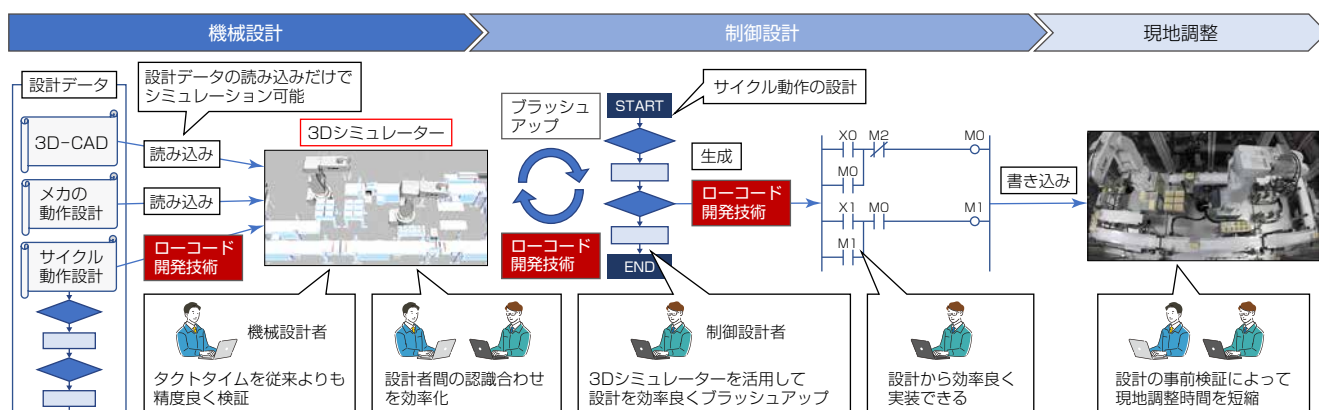 機械設計
制御設計
現地調整
設計データ
3D-CAD
メカの
動作設計
サイクル
動作設計
設計データの読み込みだけで
シミュレーション可能
読み込み
読み込み
ローコード
開発技術
3Dシミュレーター
ブラッシュ
アップ
ローコード
開発技術
START
END
サイクル動作の設計
生成
ローコード
開発技術
X0 M2 M0
M0
X1 M0 M1
M1
書き込み
機械設計者
タクトタイムを従来よりも
精度良く検証
設計者間の認識合わせ
を効率化
制御設計者
3Dシミュレーターを活用して
設計を効率良くブラッシュアップ
設計から効率良く
実装できる
設計の事前検証によって
現地調整時間を短縮